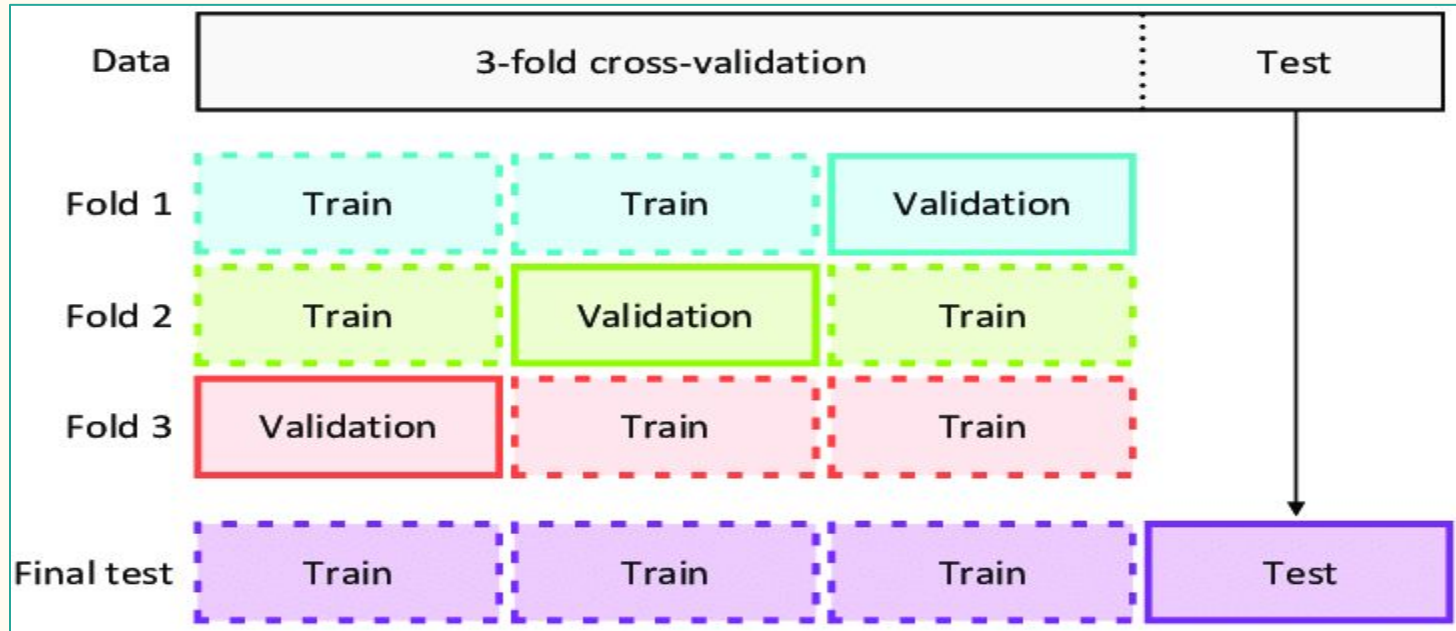 Data 3-fold cross-validation Test
Fold 1 Train Train Validation
Fold 2 Train Validation Train
Fold 3 Validation Train Train
Final test Train Train Train Test